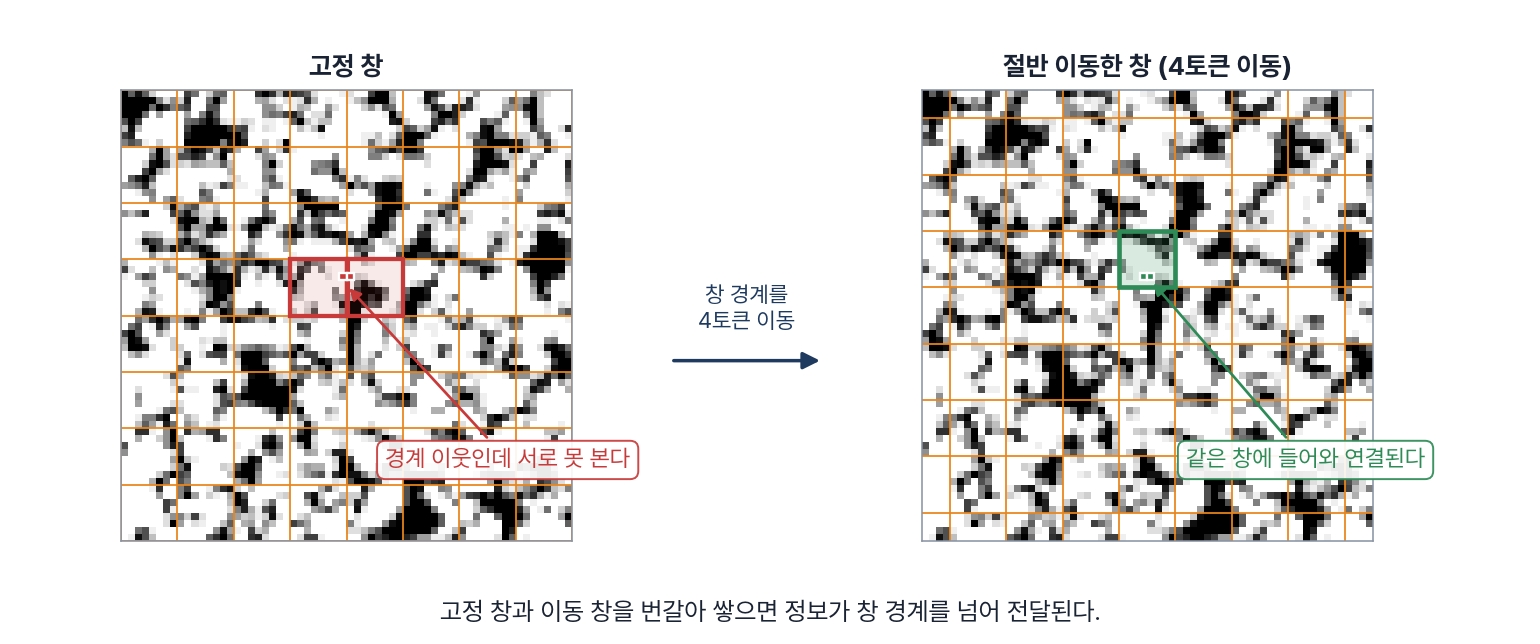 고정 창
절반 이동한 창 (4토큰 이동)
창 경계를
4토큰 이동
경계 이웃인데 서로 못 본다
같은 창에 들어와 연결된다
고정 창과 이동 창을 번갈아 쌓으면 정보가 창 경계를 넘어 전달된다.